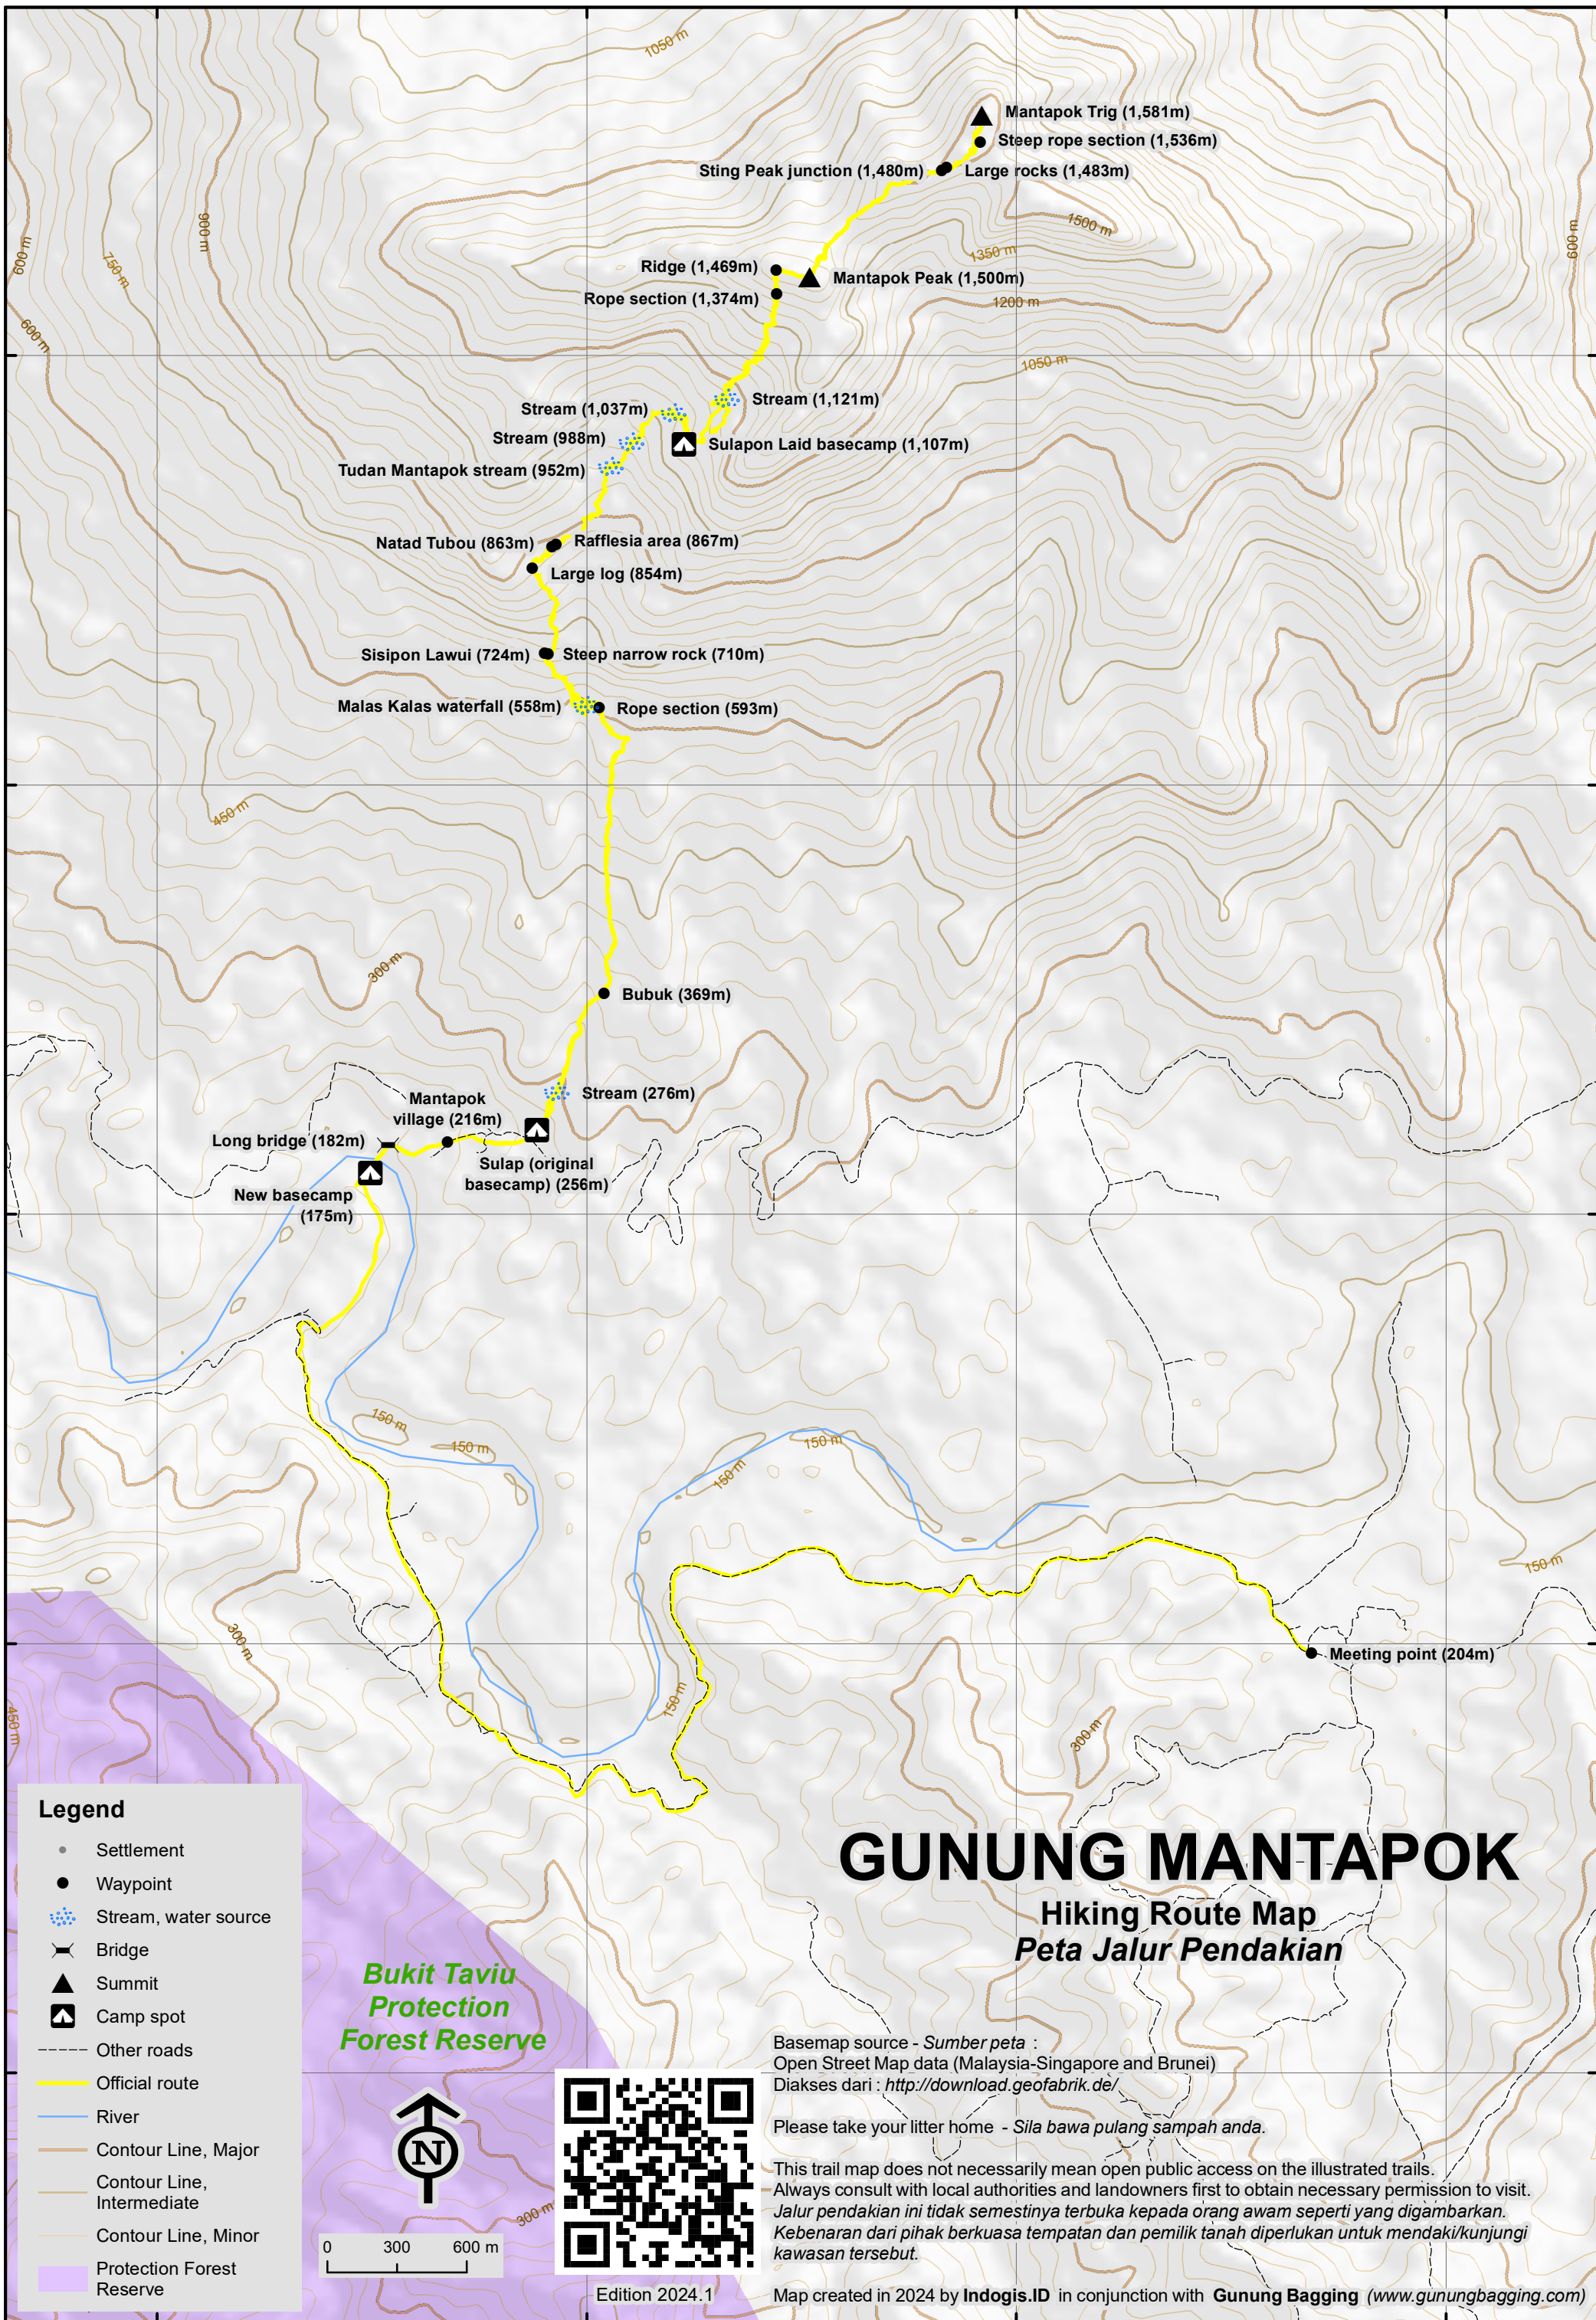 1050 m
Mantapok Trig (1,581m)
Steep rope section (1,536m)
Sting Peak junction (1,480m)
Large rocks (1,483m)
900 m
600 m
750 m
1500 m
600 m
1350 m
Ridge (1,469m)
Mantapok Peak (1,500m)
Rope section (1,374m)
1200 m
600 m
1050 m
Stream (1,121m)
Stream (1,037m)
Stream (988m)
Sulapon Laid basecamp (1,107m)
Tudan Mantapok stream (952m)
Natad Tubou (863m)
Rafflesia area (867m)
Large log (854m)
Sisipon Lawui (724m)
Steep narrow rock (710m)
Malas Kalas waterfall (558m)
Rope section (593m)
450 m
300 m
Bubuk (369m)
Stream (276m)
Mantapok
village (216m)
Long bridge (182m)
Sulap (original
basecamp) (256m)
New basecamp
(175m)
150 m
150 m
150 m
150 m
150 m
300 m
Meeting point (204m)
150 m
450 m
300 m
GUNUNG MANTAPOK
Hiking Route Map
Peta Jalur Pendakian
Legend
Settlement
Waypoint
Stream, water source
Bridge
Summit
Camp spot
Other roads
Official route
River
Contour Line, Major
Contour Line,
Intermediate
Contour Line, Minor
Protection Forest
Reserve
Bukit Taviu
Protection
Forest Reserve
N
0 300 600 m
300 m
Edition 2024.1
Basemap source - Sumber peta :
Open Street Map data (Malaysia-Singapore and Brunei)
Diakses dari : http://download.geofabrik.de/
Please take your litter home - Sila bawa pulang sampah anda.
This trail map does not necessarily mean open public access on the illustrated trails.
Always consult with local authorities and landowners first to obtain necessary permission to visit.
Jalur pendakian ini tidak semestinya terbuka kepada orang awam seperti yang digambarkan.
Kebenaran dari pihak berkuasa tempatan dan pemilik tanah diperlukan untuk mendaki/kunjungi
kawasan tersebut.
Map created in 2024 by Indogis.ID in conjunction with Gunung Bagging (www.gunungbagging.com)